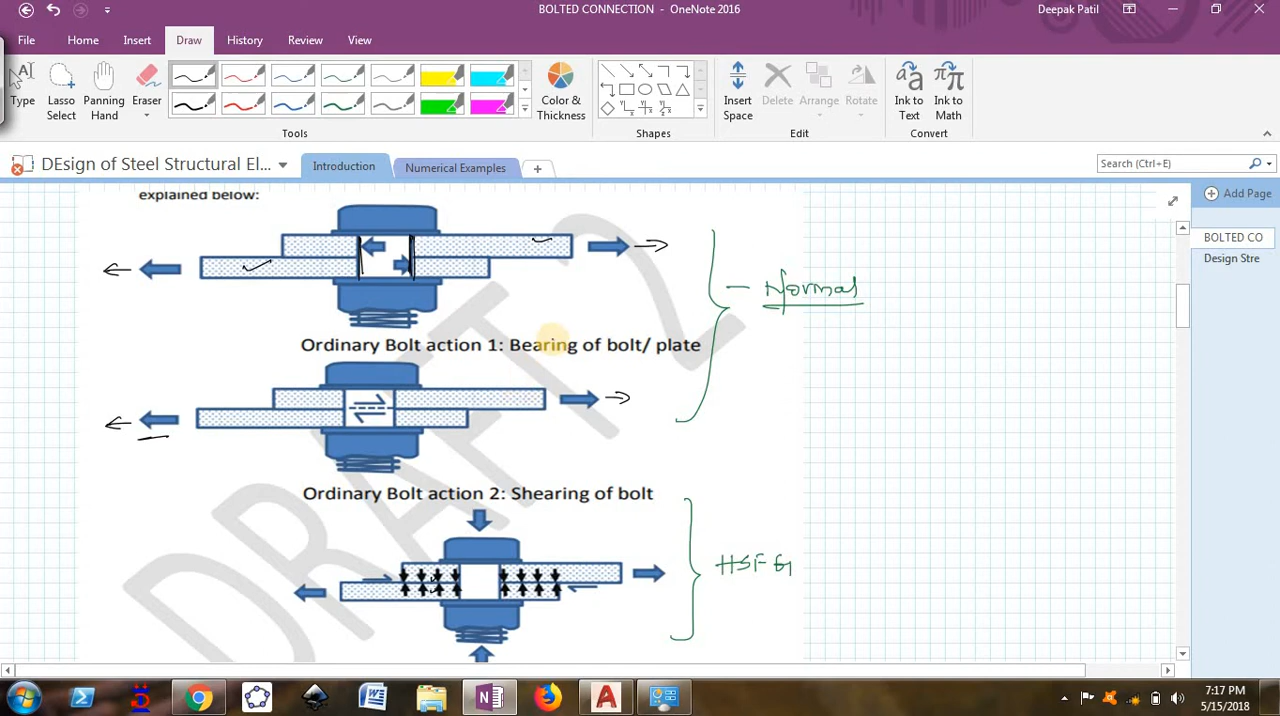 BOLTED CONNECTION - OneNote 2016
Deepak Patil
File Home Insert Draw History Review View
Type
Lasso Select
Panning Hand
Eraser
Color & Thickness
Insert Space
Delete
Arrange
Rotate
Ink to Text
Ink to Math
Tools
Shapes
Edit
Convert
DEsign of Steel Structural El...
Introduction
Numerical Examples
Search (Ctrl+E)
Add Page
BOLTED CO
Design Stre
explained below:
Normal
Ordinary Bolt action 1: Bearing of bolt/ plate
Ordinary Bolt action 2: Shearing of bolt
HSFG
DRAFT 2
7:17 PM
5/15/2018